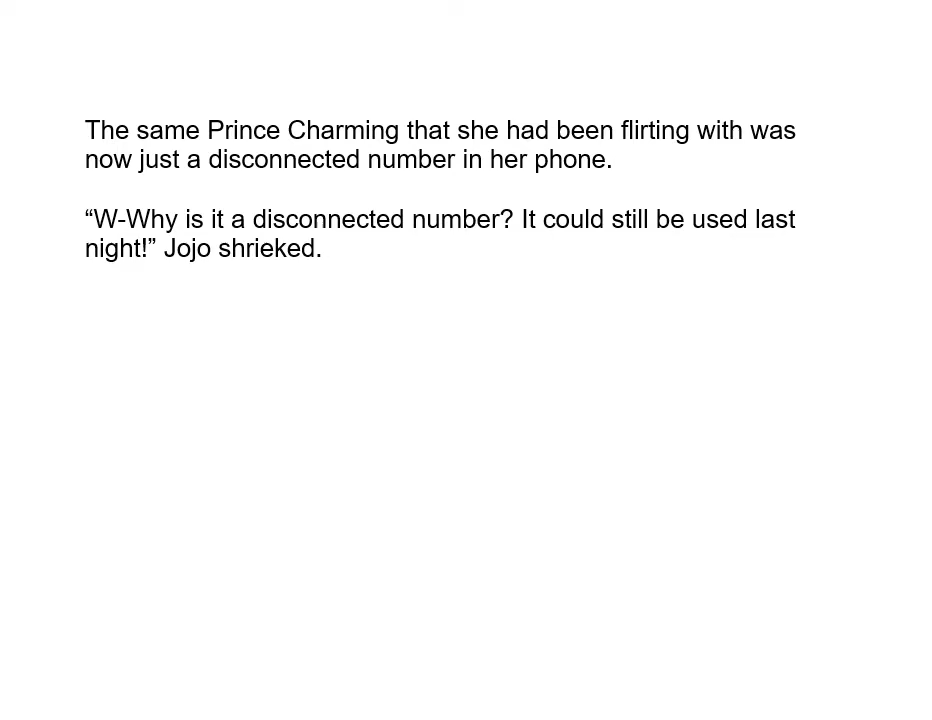 The same Prince Charming that she had been flirting with was
now just a disconnected number in her phone.
“W-Why is it a disconnected number? It could still be used last
night!” Jojo shrieked.